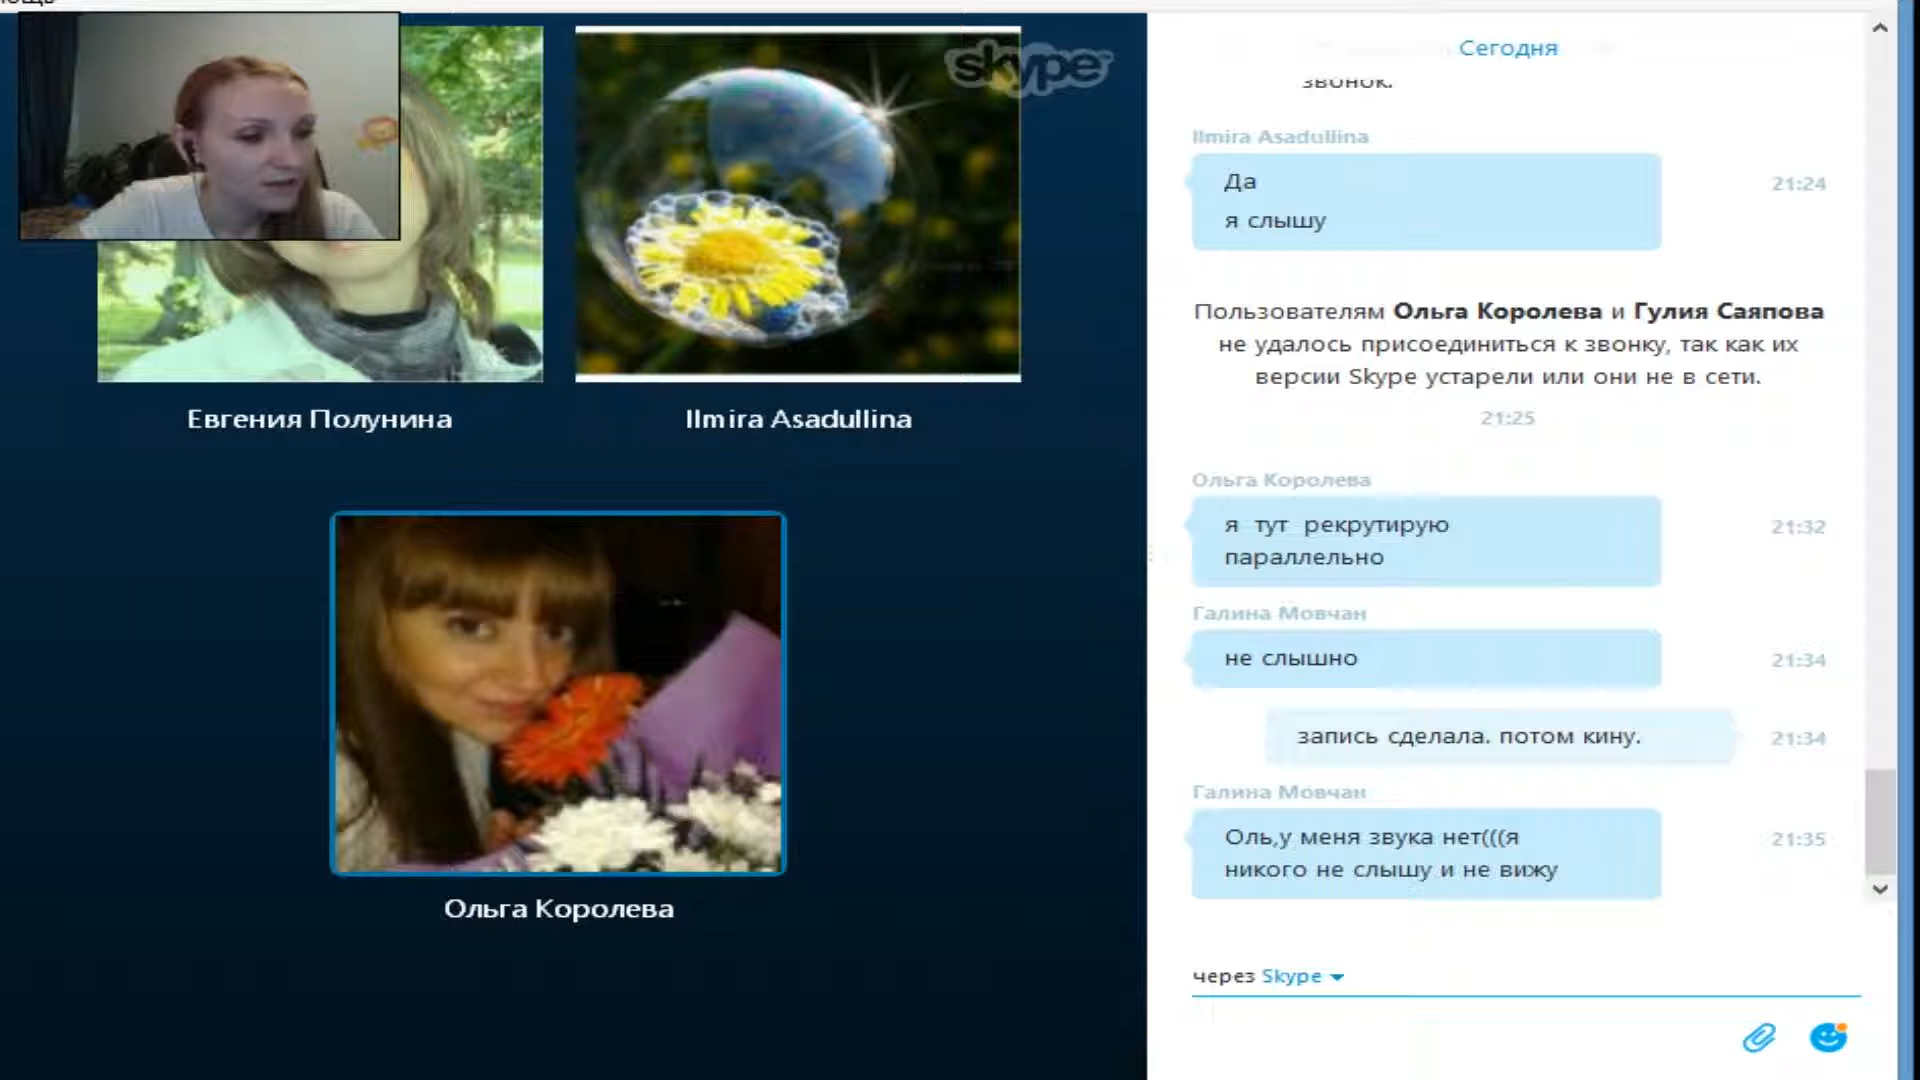 skype
Евгения Полунина
Ilmira Asadullina
Ольга Королева
Сегодня
звонок.
Ilmira Asadullina
Да
21:24
я слышу
Пользователям Ольга Королева и Гулия Саяпова
не удалось присоединиться к звонку, так как их
версии Skype устарели или они не в сети.
21:25
Ольга Королева
я тут рекрутирую
21:32
параллельно
Галина Мовчан
не слышно
21:34
запись сделала. потом кину.
21:34
Галина Мовчан
Оль,у меня звука нет(((я
21:35
никого не слышу и не вижу
через Skype